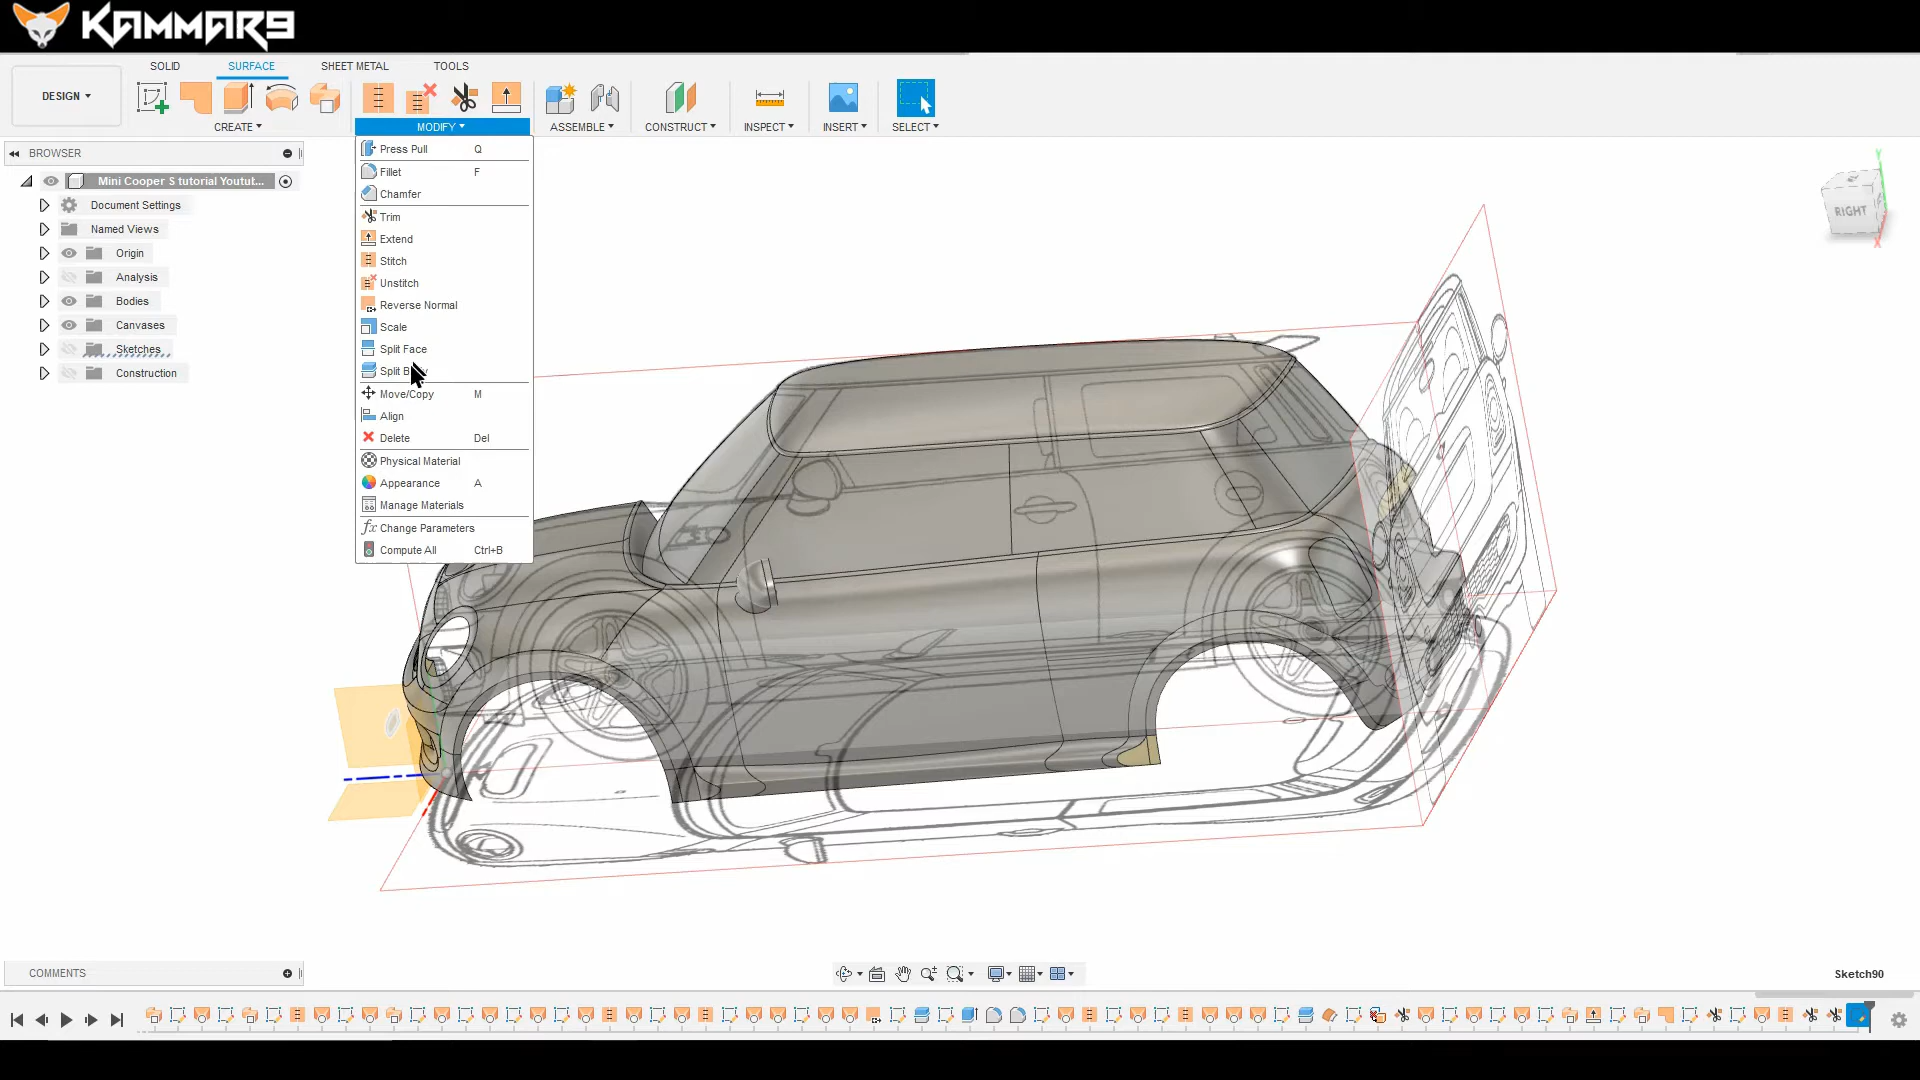 KAMMAR9
SOLID
SURFACE
SHEET METAL
TOOLS
DESIGN
CREATE
MODIFY
ASSEMBLE
CONSTRUCT
INSPECT
INSERT
SELECT
BROWSER
Mini Cooper S tutorial Youtut...
Document Settings
Named Views
Origin
Analysis
Bodies
Canvases
Sketches
Construction
Press Pull Q
Fillet F
Chamfer
Trim
Extend
Stitch
Unstitch
Reverse Normal
Scale
Split Face
Split
Move/Copy M
Align
Delete Del
Physical Material
Appearance A
Manage Materials
fx Change Parameters
Compute All Ctrl+B
RIGHT
Y
X
COMMENTS
Sketch90